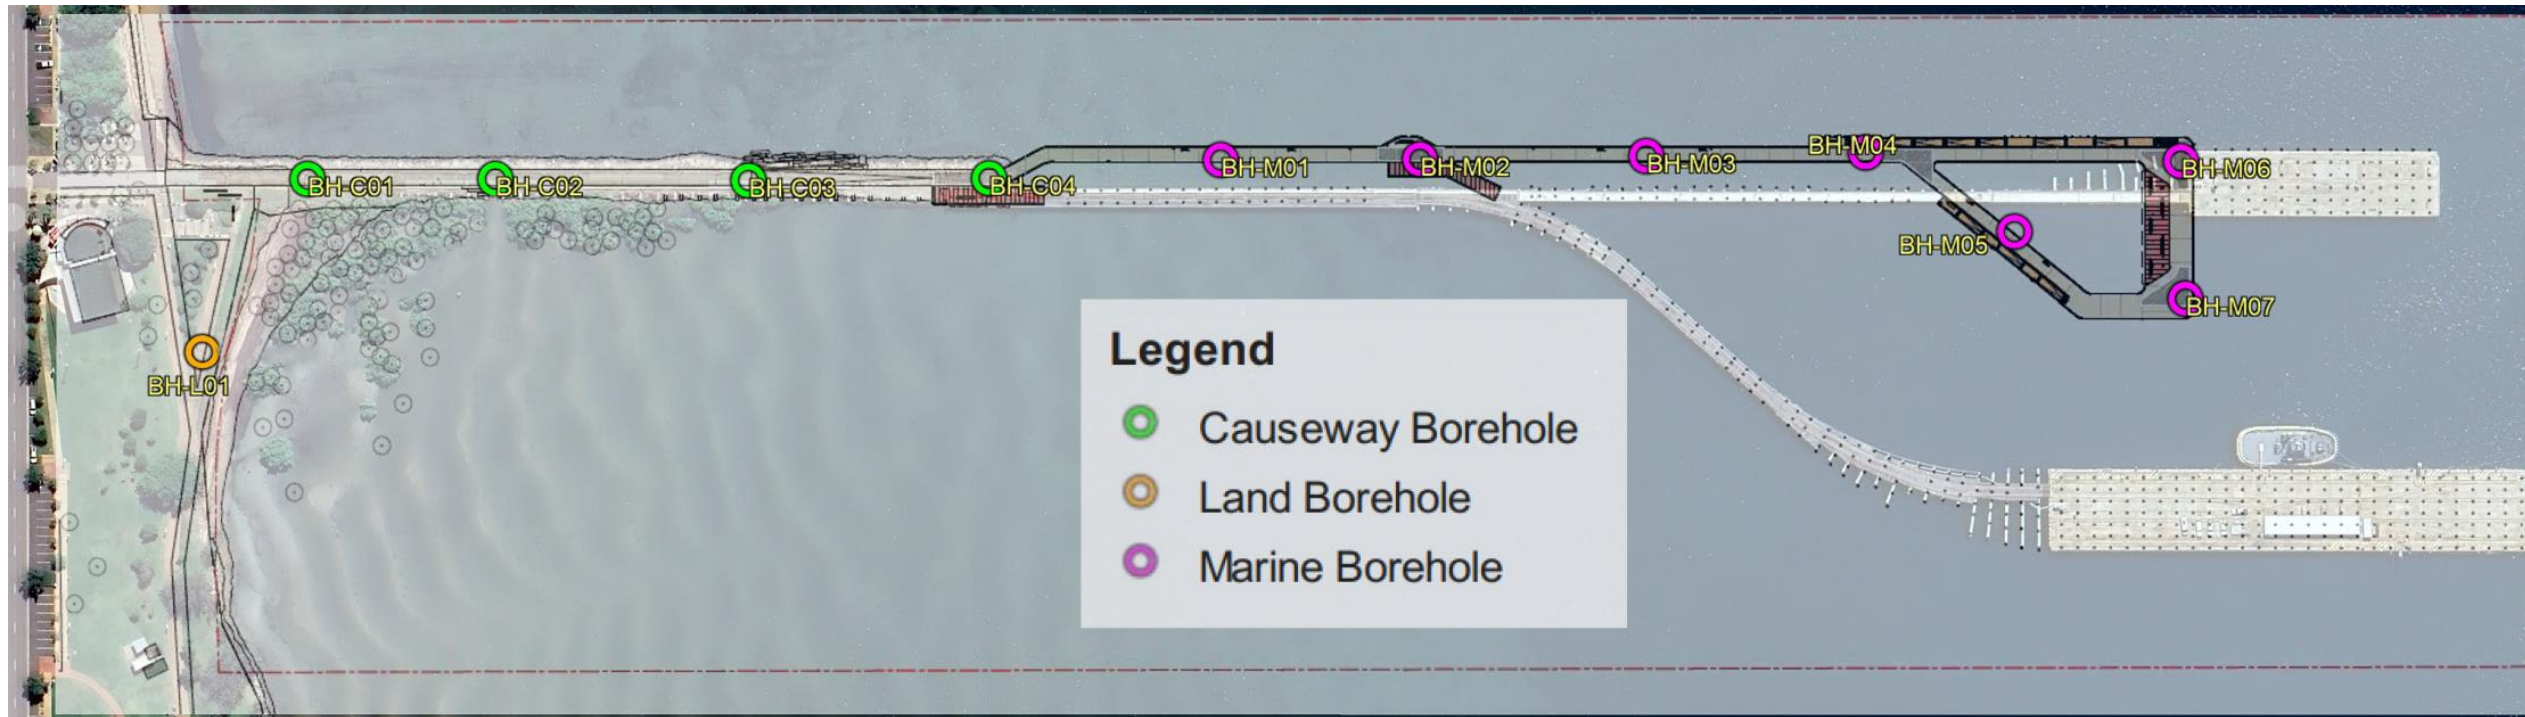 BH-M04
BH-C01
BH-C02
BH-C03
BH-C04
BH-M01
BH-M02
BH-M03
BH-M06
BH-M05
BH-M07
BH-L01
Legend
Causeway Borehole
Land Borehole
Marine Borehole